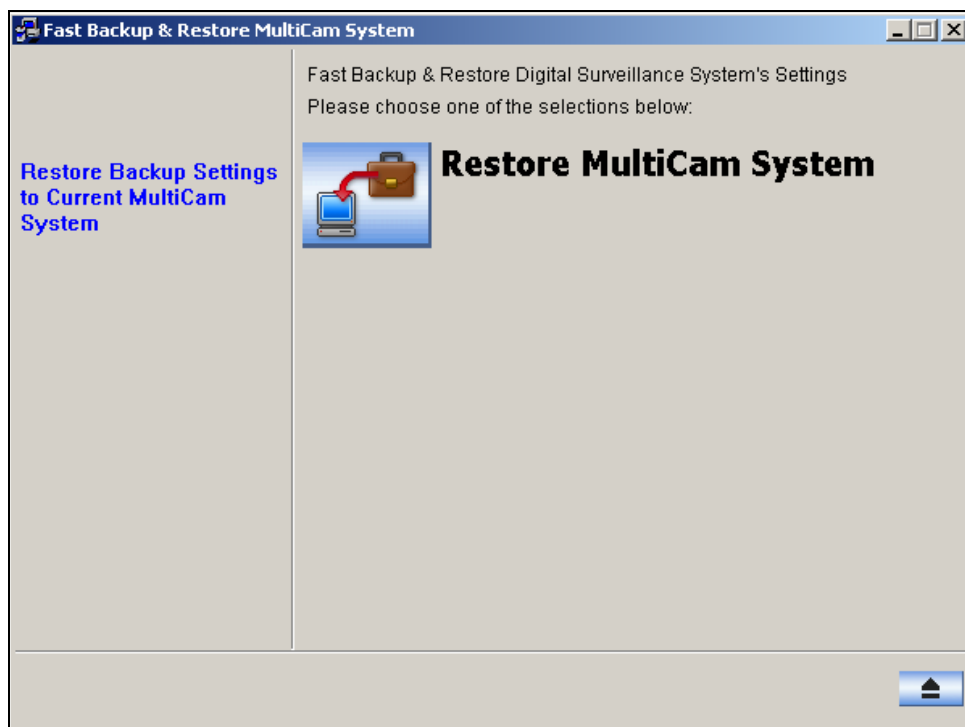 Fast Backup & Restore MultiCam System
Fast Backup & Restore Digital Surveillance System's Settings
Please choose one of the selections below:
Restore Backup Settings
to Current MultiCam
System
Restore MultiCam System